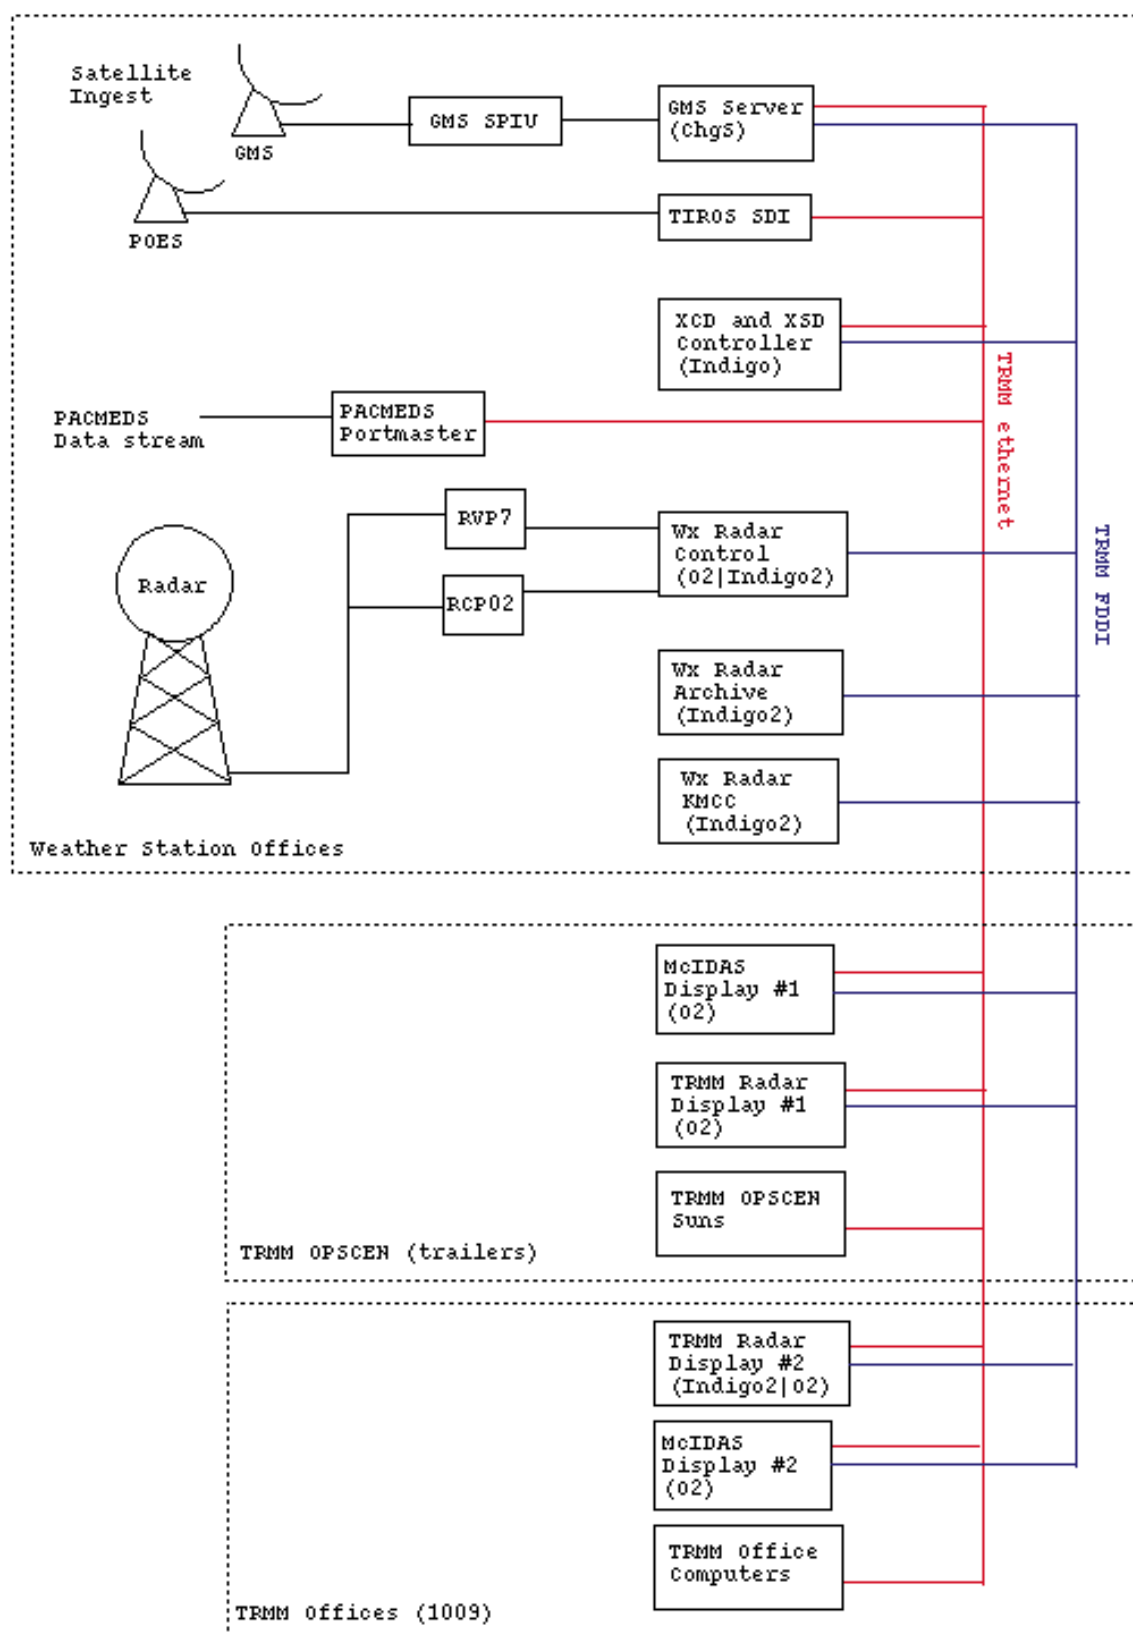 Satellite
Ingest
GMS
POES
GMS SPIU
GMS Server
(ChgS)
TIROS SDI
XCD and XSD
Controller
(Indigo)
TRMM ethernet
TRMM FDDI
PACMEDS
Data stream
PACMEDS
Portmaster
Radar
RVP7
RCP02
Wx Radar
Control
(O2|Indigo2)
Wx Radar
Archive
(Indigo2)
Wx Radar
KMCC
(Indigo2)
Weather Station Offices
McIDAS
Display #1
(O2)
TRMM Radar
Display #1
(O2)
TRMM OPSCEN
Suns
TRMM OPSCEN (trailers)
TRMM Radar
Display #2
(Indigo2|O2)
McIDAS
Display #2
(O2)
TRMM Office
Computers
TRMM Offices (1009)